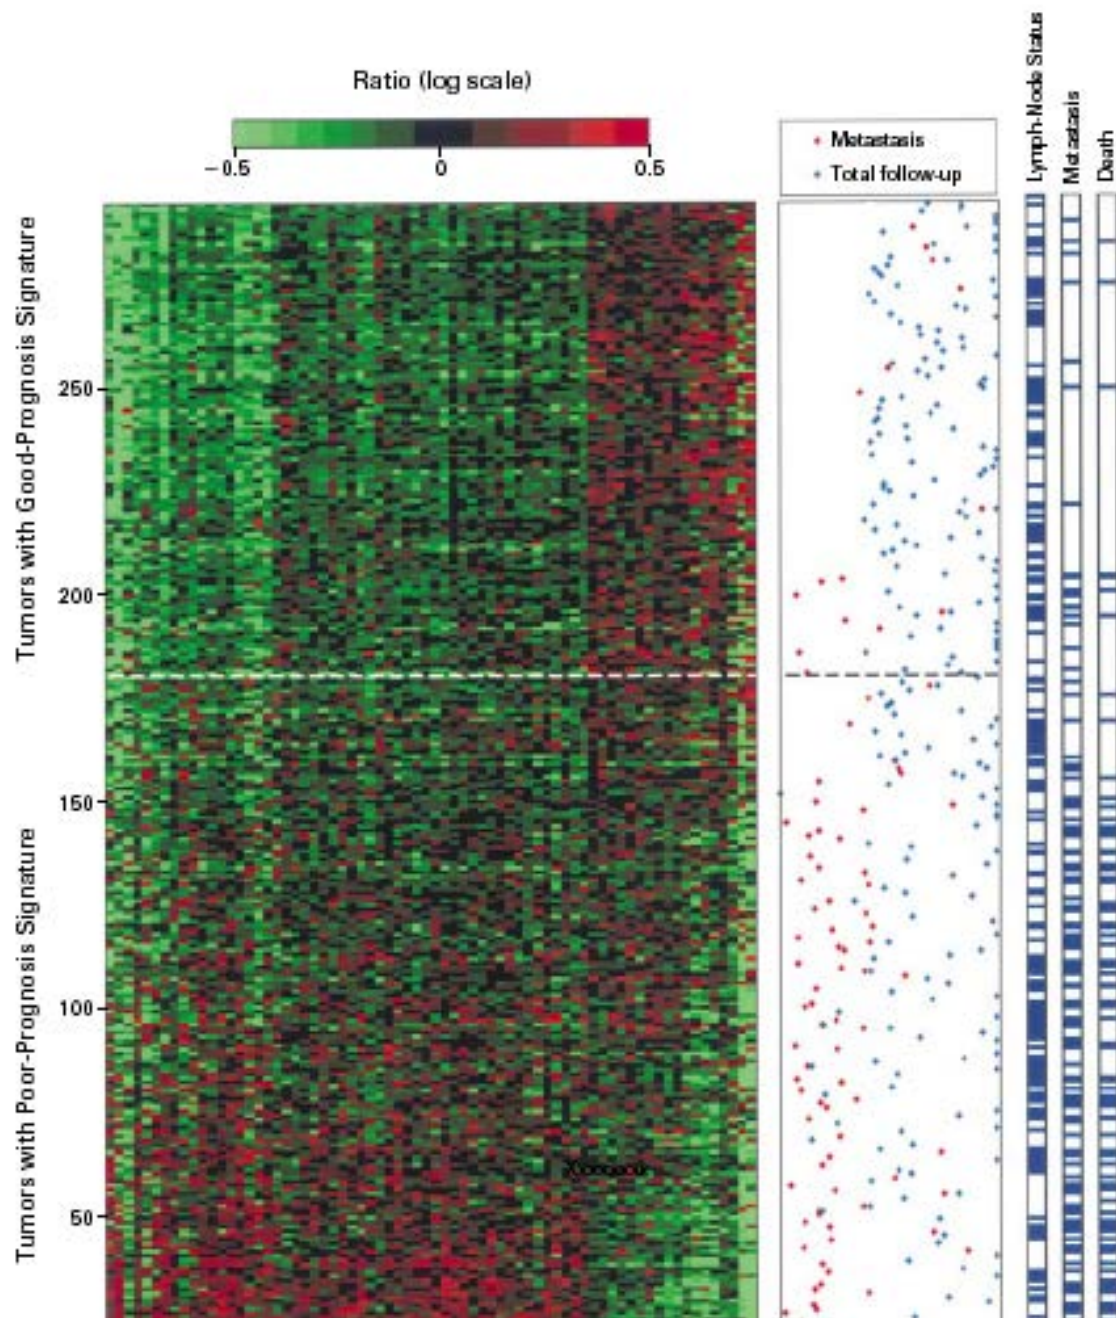 Ratio (log scale)
−0.5 0 0.5
Metastasis
Total follow-up
Lymph-Node Status
Metastasis
Death
Tumors with Good-Prognosis Signature
250
200
150
100
50
Tumors with Poor-Prognosis Signature